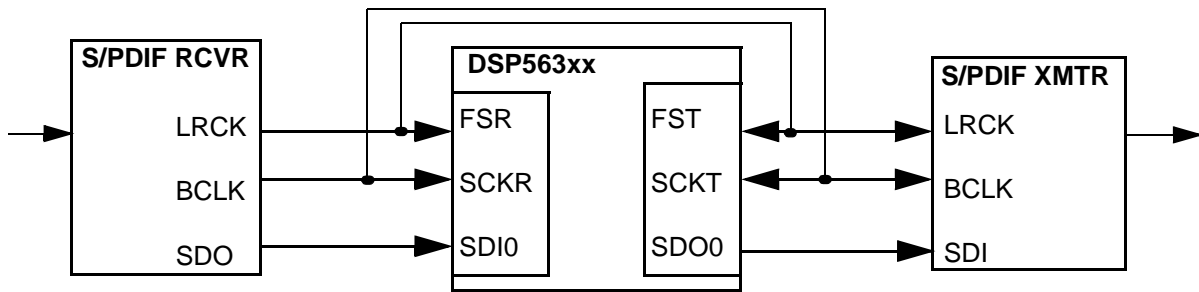 S/PDIF RCVR
LRCK
BCLK
SDO
DSP563xx
FSR
SCKR
SDI0
FST
SCKT
SDO0
S/PDIF XMTR
LRCK
BCLK
SDI